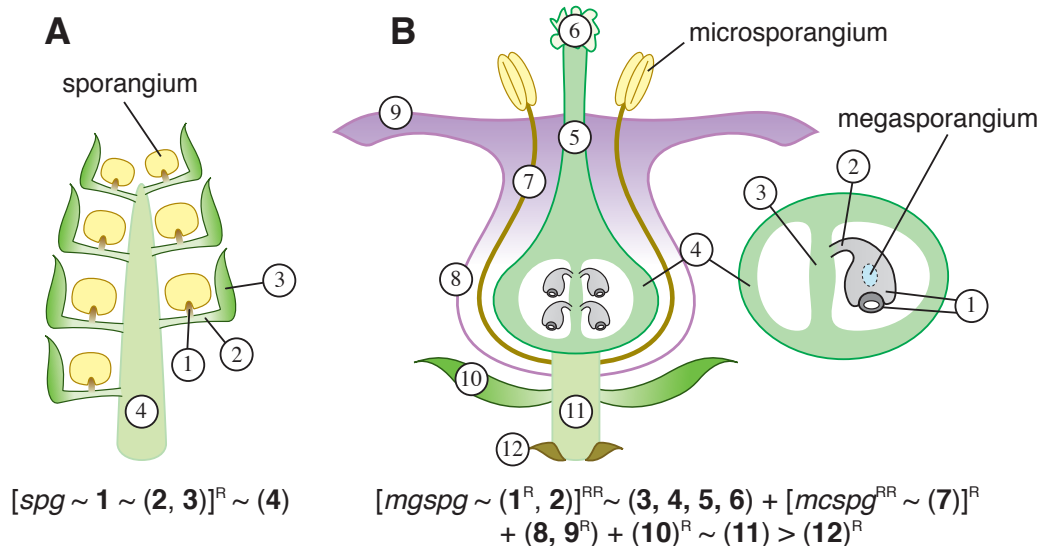 A
sporangium
1
2
3
4
[spg ~ 1 ~ (2, 3)]ᴿ ~ (4)
B
microsporangium
megasporangium
6
9
5
7
8
4
3
2
1
10
11
12
[mgspg ~ (1ᴿ, 2)]ᴿᴿ ~ (3, 4, 5, 6) + [mcspgᴿᴿ ~ (7)]ᴿ
+ (8, 9ᴿ) + (10)ᴿ ~ (11) > (12)ᴿ